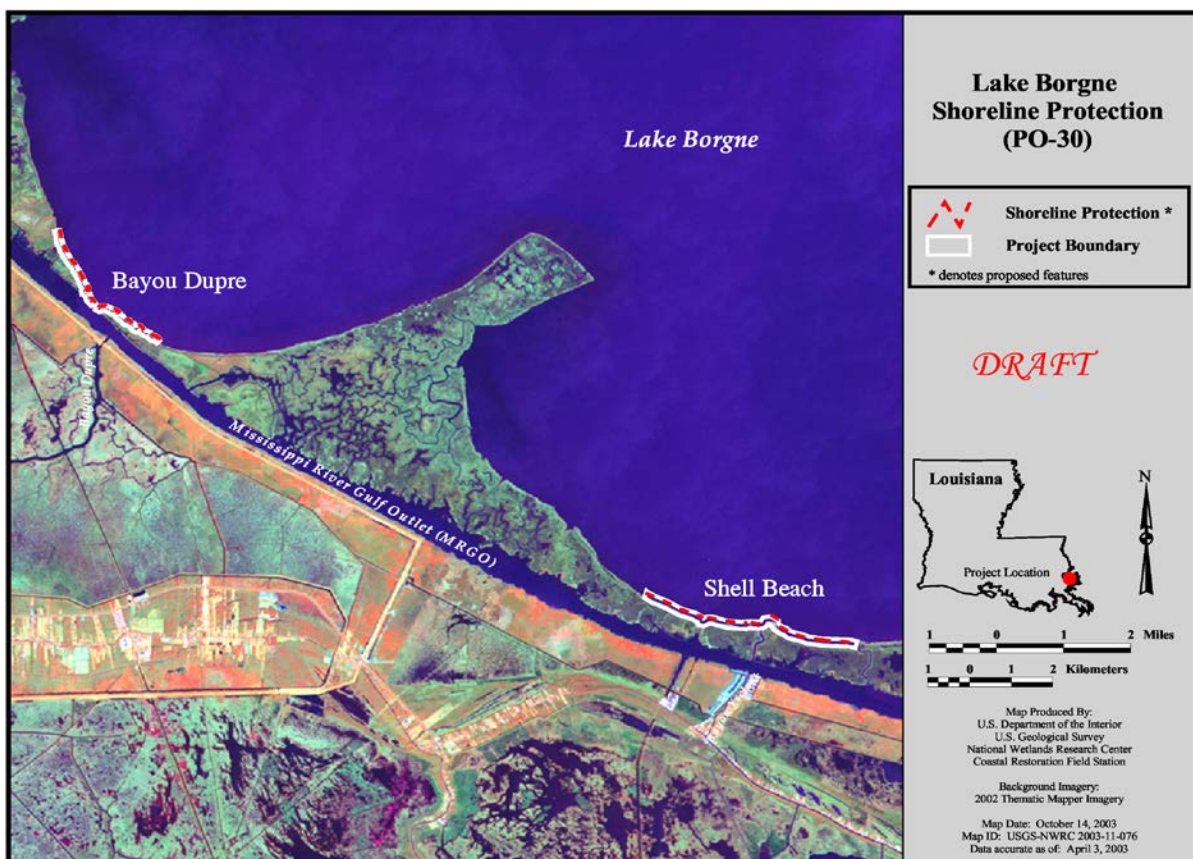 Lake Borgne
Bayou Dupre
Bayou Dupre
Mississippi River Gulf Outlet (MRGO)
Shell Beach
Lake Borgne
Shoreline Protection
(PO-30)
Shoreline Protection *
Project Boundary
* denotes proposed features
DRAFT
Louisiana
N
Project Location
1 0 1 2 Miles
1 0 1 2 Kilometers
Map Produced By:
U.S. Department of the Interior
U.S. Geological Survey
National Wetlands Research Center
Coastal Restoration Field Station
Background Imagery:
2002 Thematic Mapper Imagery
Map Date: October 14, 2003
Map ID: USGS-NWRC 2003-11-076
Data accurate as of: April 3, 2003